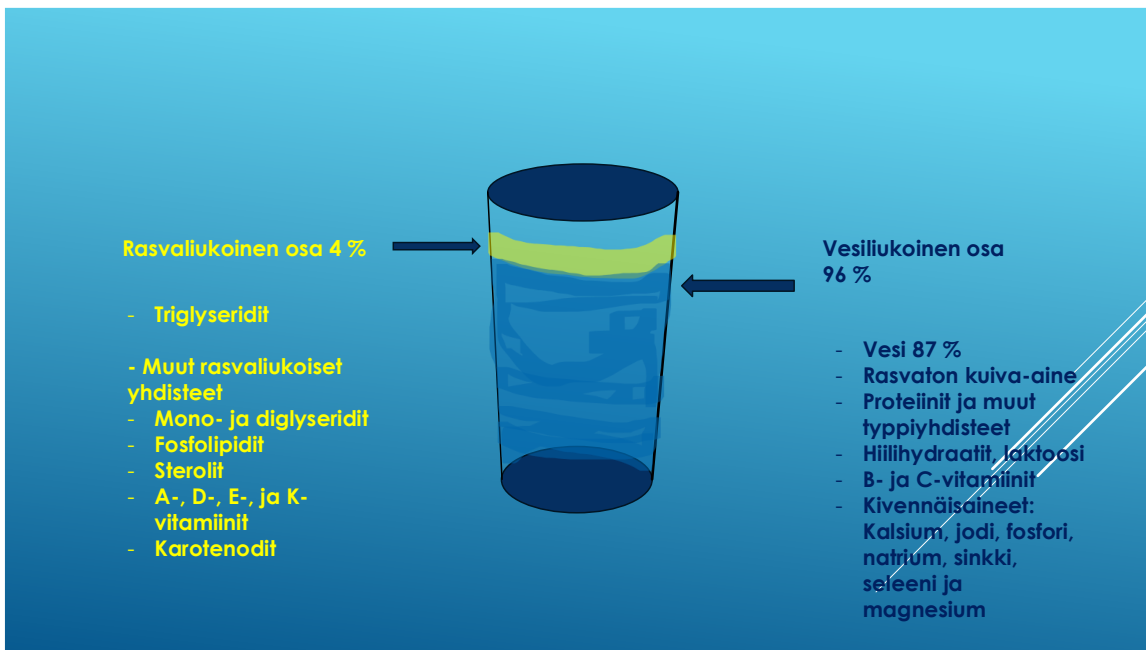 Rasvaliukoinen osa 4 %
- Triglyseridit
- Muut rasvaliukoiset
yhdisteet
- Mono- ja diglyseridit
- Fosfolipidit
- Sterolit
- A-, D-, E-, ja K-
vitamiinit
- Karotenodit
Vesiliukoinen osa
96 %
- Vesi 87 %
- Rasvaton kuiva-aine
- Proteiinit ja muut
typpiyhdisteet
- Hiilihydraatit, laktoosi
- B- ja C-vitamiinit
- Kivennäisaineet:
Kalsium, jodi, fosfori,
natrium, sinkki,
seleeni ja
magnesium